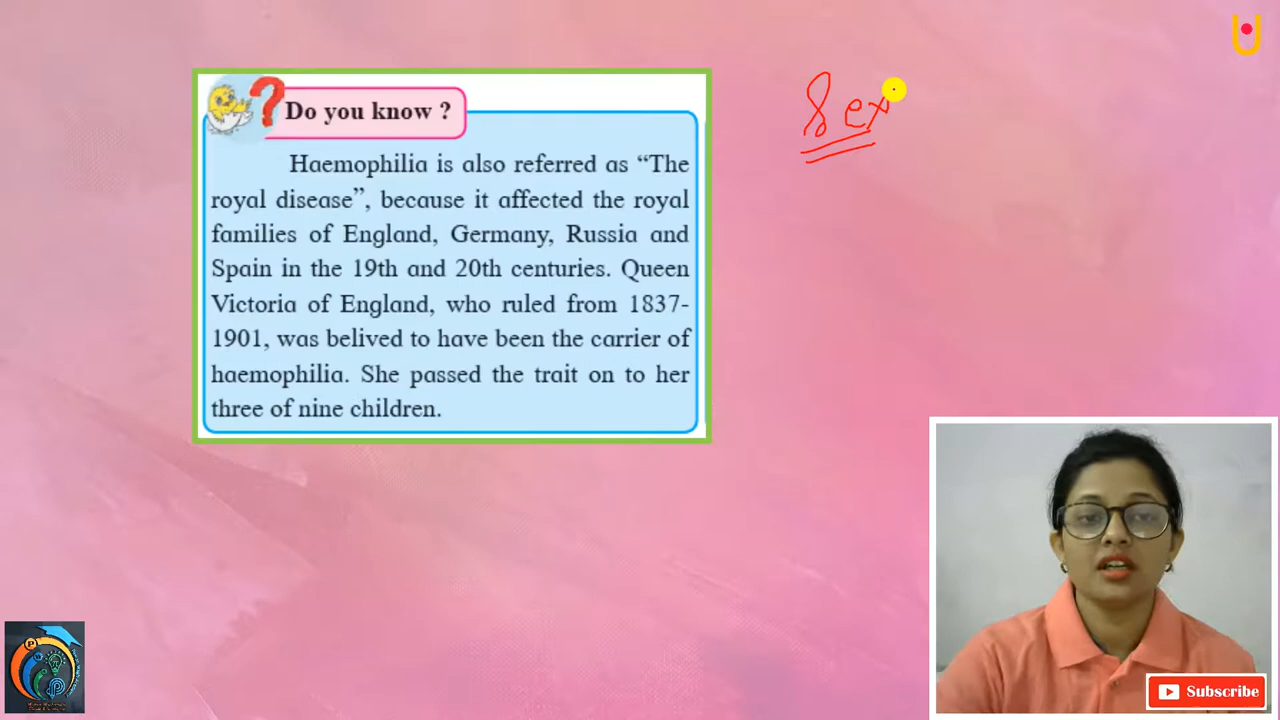 Do you know ?
Haemophilia is also referred as “The
royal disease”, because it affected the royal
families of England, Germany, Russia and
Spain in the 19th and 20th centuries. Queen
Victoria of England, who ruled from 1837-
1901, was belived to have been the carrier of
haemophilia. She passed the trait on to her
three of nine children.
Sex
Subscribe